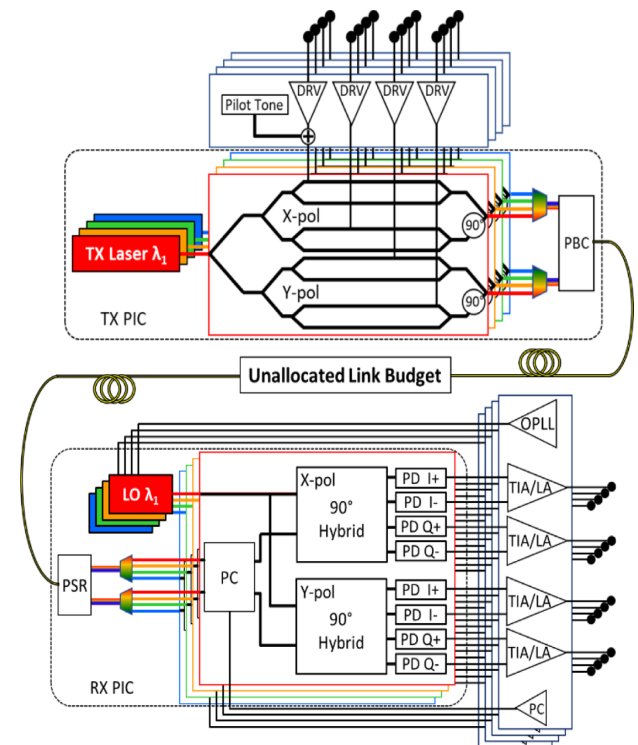 DRV DRV DRV DRV
Pilot Tone
X-pol
90°
TX Laser λ1
PBC
Y-pol
90°
TX PIC
Unallocated Link Budget
OPLL
LO λ1
X-pol
90°
Hybrid
PD I+
PD I-
PD Q+
PD Q-
TIA/LA
TIA/LA
PSR
PC
Y-pol
90°
Hybrid
PD I+
PD I-
PD Q+
PD Q-
TIA/LA
TIA/LA
RX PIC
PC